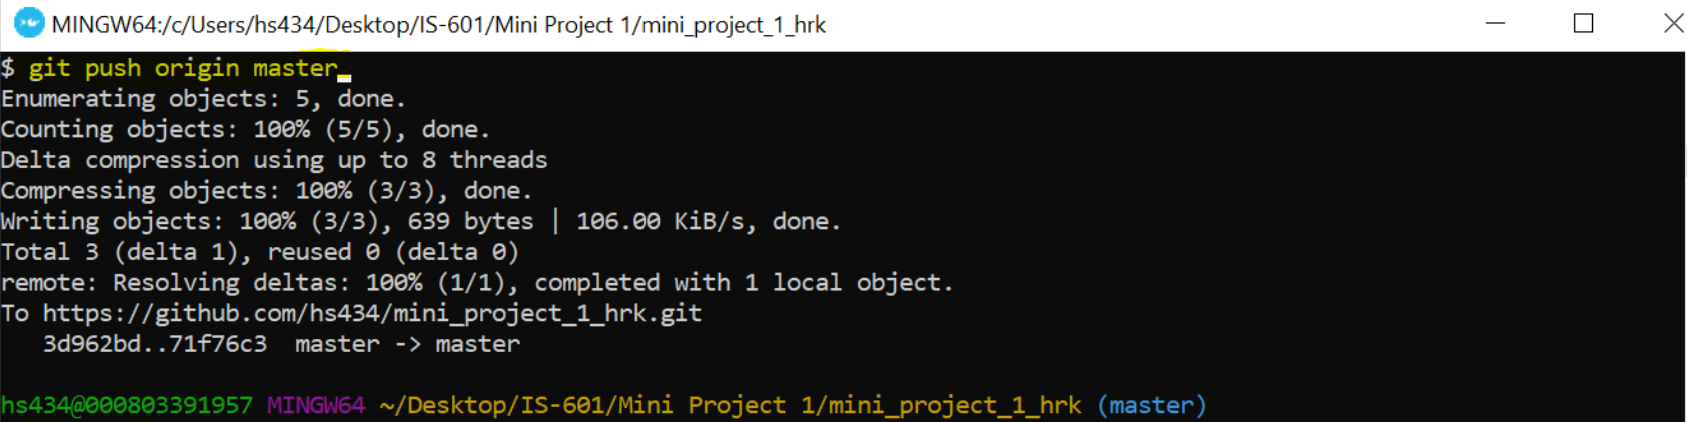 MINGW64:/c/Users/hs434/Desktop/IS-601/Mini Project 1/mini_project_1_hrk
$ git push origin master
Enumerating objects: 5, done.
Counting objects: 100% (5/5), done.
Delta compression using up to 8 threads
Compressing objects: 100% (3/3), done.
Writing objects: 100% (3/3), 639 bytes | 106.00 KiB/s, done.
Total 3 (delta 1), reused 0 (delta 0)
remote: Resolving deltas: 100% (1/1), completed with 1 local object.
To https://github.com/hs434/mini_project_1_hrk.git
   3d962bd..71f76c3  master -> master
hs434@000803391957 MINGW64 ~/Desktop/IS-601/Mini Project 1/mini_project_1_hrk (master)